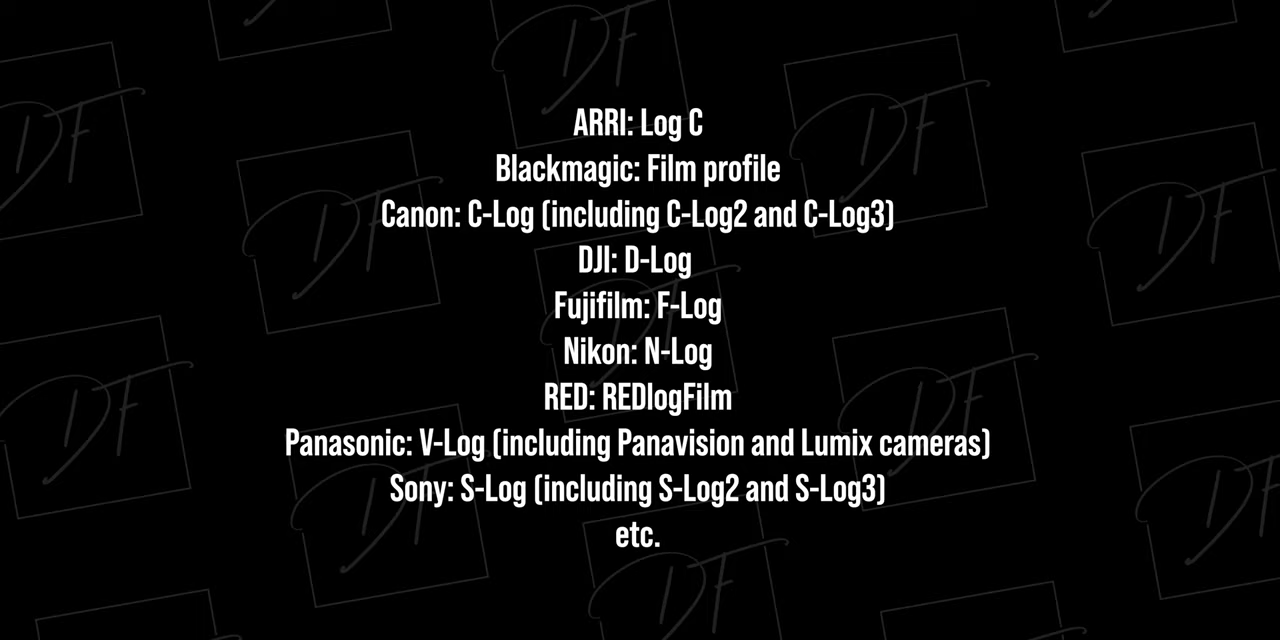 ARRI: Log C
Blackmagic: Film profile
Canon: C-Log (including C-Log2 and C-Log3)
DJI: D-Log
Fujifilm: F-Log
Nikon: N-Log
RED: REDlogFilm
Panasonic: V-Log (including Panavision and Lumix cameras)
Sony: S-Log (including S-Log2 and S-Log3)
etc.
DF